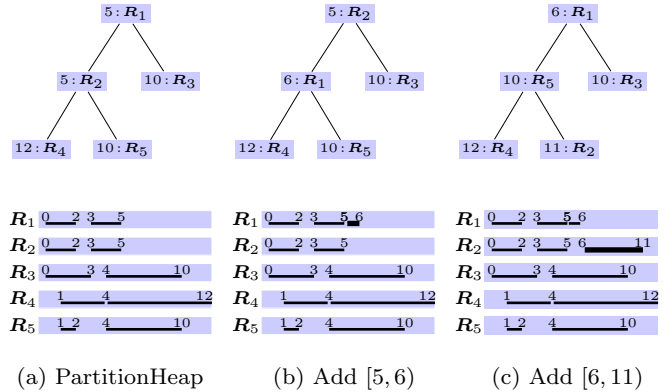 5: R1 5: R2 6: R1
5: R2 10: R3 6: R1 10: R3 10: R5 10: R3
12: R4 10: R5 12: R4 10: R5 12: R4 11: R2
R1 0 2 3 5 R1 0 2 3 5 6 R1 0 2 3 5 6
R2 0 2 3 5 R2 0 2 3 5 R2 0 2 3 5 6 11
R3 0 3 4 10 R3 0 3 4 10 R3 0 3 4 10
R4 1 4 12 R4 1 4 12 R4 1 4 12
R5 1 2 4 10 R5 1 2 4 10 R5 1 2 4 10
(a) PartitionHeap (b) Add [5, 6) (c) Add [6, 11)